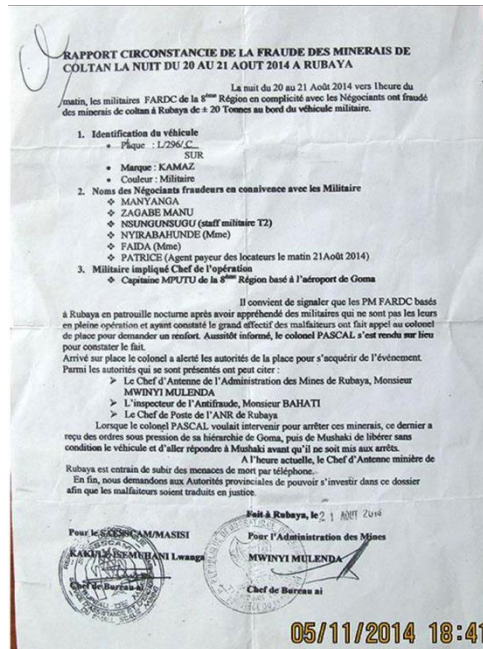 RAPPORT CIRCONSTANCIE DE LA FRAUDE DES MINERAIS DE
COLTAN LA NUIT DU 20 AU 21 AOUT 2014 A RUBAYA
La nuit du 20 au 21 Août 2014 vers 1heure du
matin, les militaires FARDC de la 8ème Région en complicité avec les Négociants ont fraudé
des minerais de coltan à Rubaya de ± 20 Tonnes au bord du véhicule militaire.
1. Identification du véhicule
• Plaque : L/296/C
SUR
• Marque : KAMAZ
• Couleur : Militaire
2. Noms des Négociants fraudeurs en connivence avec les Militaire
❖ MANYANGA
❖ ZAGABE MANU
❖ NSUNGUNSUGU (staff militaire T2)
❖ NYIRABAHUNDE (Mme)
❖ FAIDA (Mme)
❖ PATRICE (Agent payeur des locateurs le matin 21Août 2014)
3. Militaire impliqué Chef de l'opération
❖ Capitaine MPUTU de la 8ème Région basé à l'aéroport de Goma
Il convient de signaler que les PM FARDC basés
à Rubaya en patrouille nocturne après avoir appréhendé des militaires qui ne sont pas les leurs
en pleine opération et ayant constaté le grand effectif des malfaiteurs ont fait appel au colonel
de place pour demander un renfort. Aussitôt informé, le colonel PASCAL s'est rendu sur lieu
pour constater le fait.
Arrivé sur place le colonel a alerté les autorités de la place pour s'acquérir de l'événement.
Parmi les autorités qui se sont présentés ont peut citer :
➢ Le Chef d'Antenne de l'Administration des Mines de Rubaya, Monsieur
MWINYI MULENDA
➢ L'inspecteur de l'Antifraude, Monsieur BAHATI
➢ Le Chef de Poste de l'ANR de Rubaya
Lorsque le colonel PASCAL voulait intervenir pour arrêter ces minerais, ce dernier a
reçu des ordres sous pression de sa hiérarchie de Goma, puis de Mushaki de libérer sans
condition le véhicule et d'aller répondre à Mushaki avant qu'il ne soit mis aux arrêts.
A l'heure actuelle, le Chef d'Antenne minière de
Rubaya est entrain de subir des menaces de mort par téléphone.
En fin, nous demandons aux Autorités provinciales de pouvoir s'investir dans ce dossier
afin que les malfaiteurs soient traduits en justice.
Fait à Rubaya, le 21 AOUT 2014
Pour le SAESSCAM/MASISI
Pour l'Administration des Mines
KAKULE ISEMUHANI Lwanga
MWINYI MULENDA
Chef de Bureau ai
Chef de Bureau ai
05/11/2014 18:41